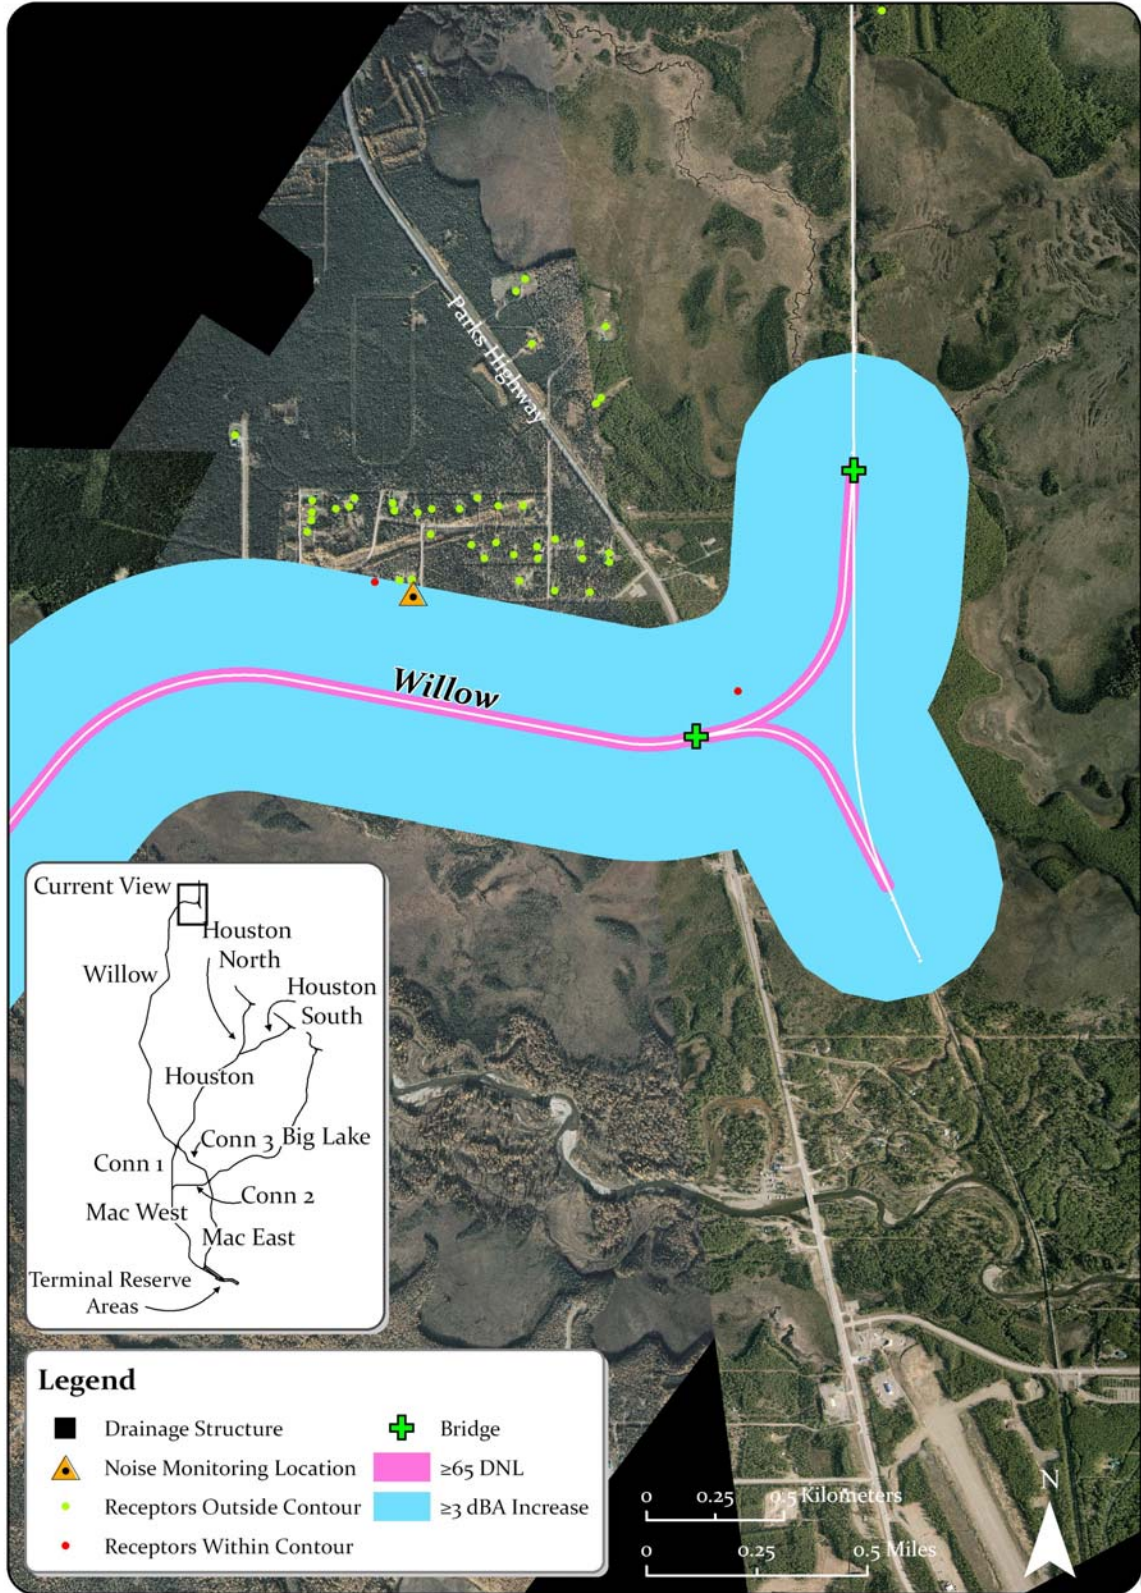 Parks Highway
Willow
Current View
Houston
North
Willow
Houston
South
Houston
Conn 3
Big Lake
Conn 1
Conn 2
Mac West
Mac East
Terminal Reserve
Areas
Legend
Drainage Structure
Bridge
Noise Monitoring Location
≥65 DNL
Receptors Outside Contour
≥3 dBA Increase
Receptors Within Contour
0 0.25 0.5 Kilometers
0 0.25 0.5 Miles
N